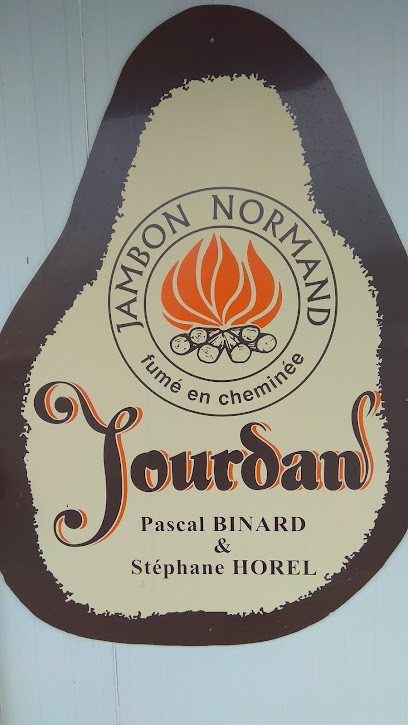 JAMBON NORMAND
fumé en cheminée
Jourdan
Pascal BINARD
&
Stéphane HOREL